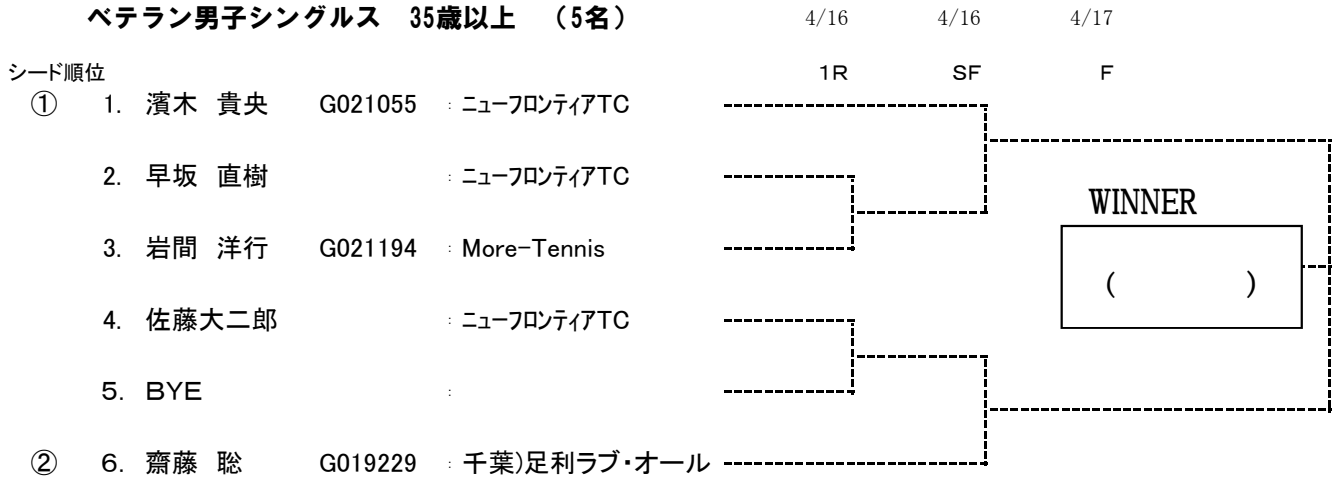 ベテラン男子シングルス　35歳以上　（5名）　4/16　4/16　4/17
シード順位　1R　SF　F
①　1.　濱木　貴央　G021055　:　ニューフロンティアTC
2.　早坂　直樹　:　ニューフロンティアTC
WINNER
3.　岩間　洋行　G021194　:　More-Tennis
(　　　)
4.　佐藤大二郎　:　ニューフロンティアTC
5.　BYE　:
②　6.　齋藤　聡　G019229　:　千葉)足利ラブ・オール